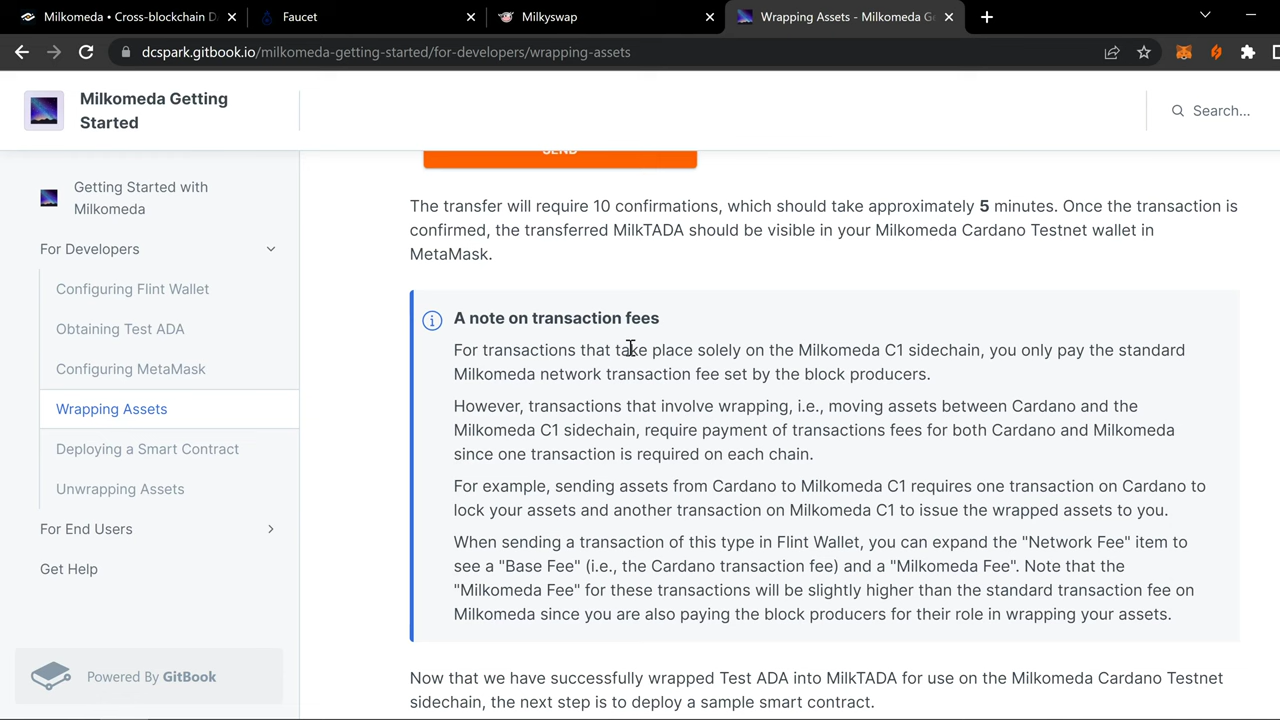 Milkomeda • Cross-blockchain D
Faucet
Milkyswap
Wrapping Assets - Milkomeda Ge
dcspark.gitbook.io/milkomeda-getting-started/for-developers/wrapping-assets
Milkomeda Getting
Started
Search...
Getting Started with
Milkomeda
For Developers
Configuring Flint Wallet
Obtaining Test ADA
Configuring MetaMask
Wrapping Assets
Deploying a Smart Contract
Unwrapping Assets
For End Users
Get Help
Powered By GitBook
SEND
The transfer will require 10 confirmations, which should take approximately 5 minutes. Once the transaction is
confirmed, the transferred MilkTADA should be visible in your Milkomeda Cardano Testnet wallet in
MetaMask.
A note on transaction fees
For transactions that take place solely on the Milkomeda C1 sidechain, you only pay the standard
Milkomeda network transaction fee set by the block producers.
However, transactions that involve wrapping, i.e., moving assets between Cardano and the
Milkomeda C1 sidechain, require payment of transactions fees for both Cardano and Milkomeda
since one transaction is required on each chain.
For example, sending assets from Cardano to Milkomeda C1 requires one transaction on Cardano to
lock your assets and another transaction on Milkomeda C1 to issue the wrapped assets to you.
When sending a transaction of this type in Flint Wallet, you can expand the "Network Fee" item to
see a "Base Fee" (i.e., the Cardano transaction fee) and a "Milkomeda Fee". Note that the
"Milkomeda Fee" for these transactions will be slightly higher than the standard transaction fee on
Milkomeda since you are also paying the block producers for their role in wrapping your assets.
Now that we have successfully wrapped Test ADA into MilkTADA for use on the Milkomeda Cardano Testnet
sidechain, the next step is to deploy a sample smart contract.